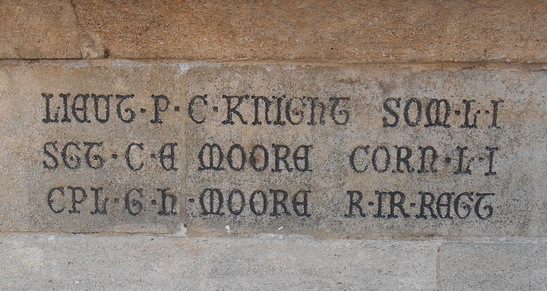 LIEUT·P·C·KNIGHT SOM·L·I
SGT·C·E MOORE CORN·L·I
CPL·G·H·MOORE R·IR·REGT